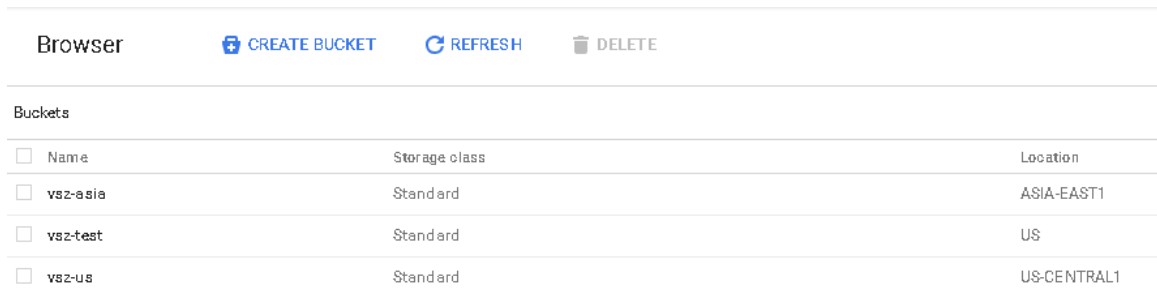 Browser CREATE BUCKET REFRESH DELETE
Buckets
Name Storage class Location
vsz-asia Standard ASIA-EAST1
vsz-test Standard US
vsz-us Standard US-CENTRAL1